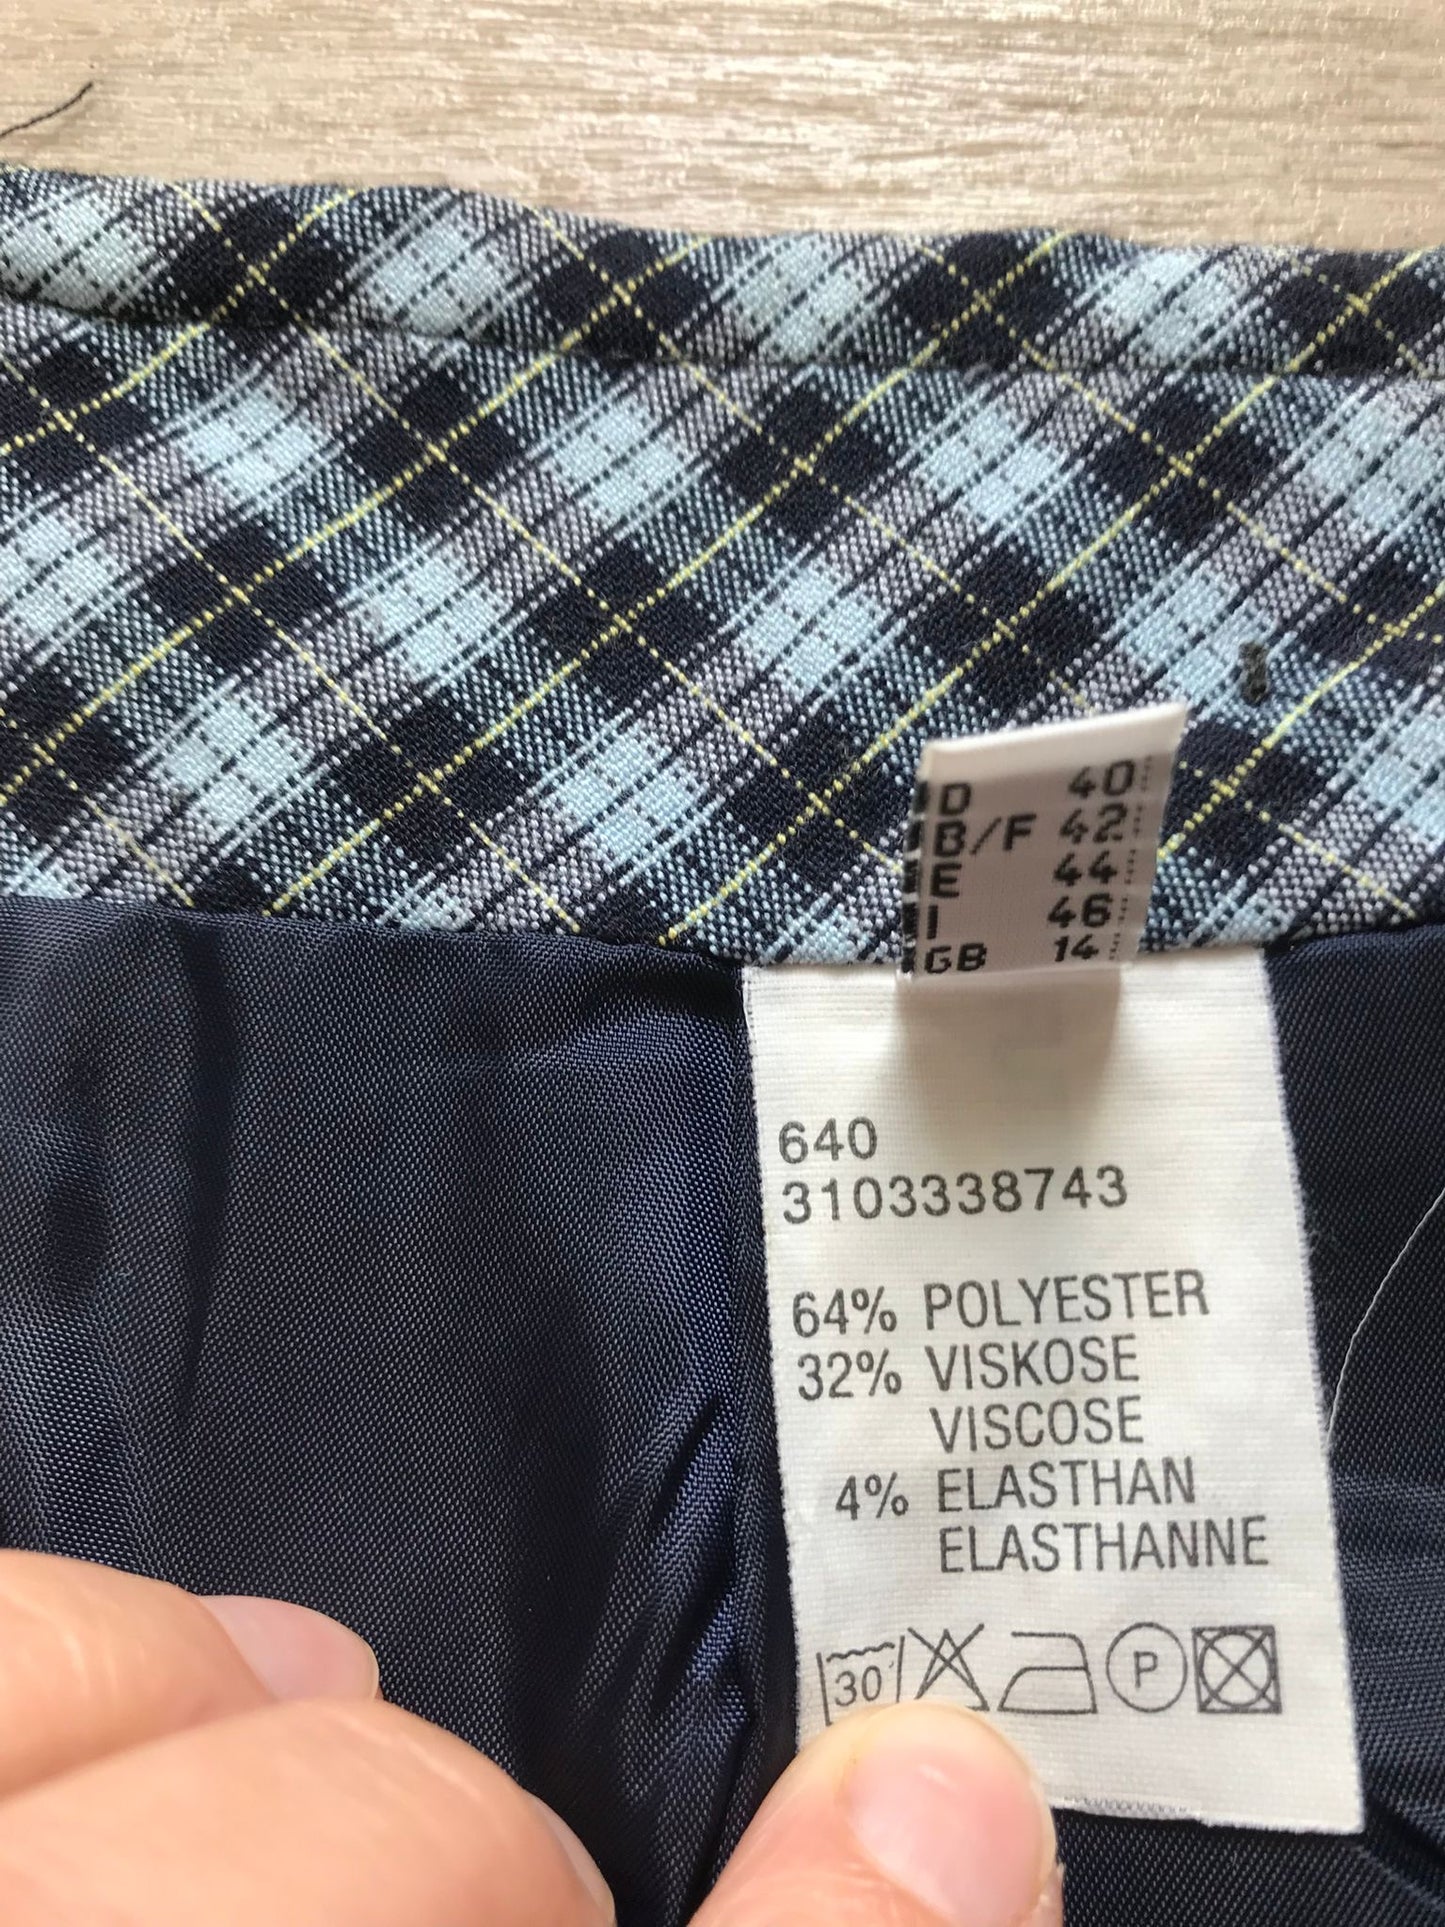 D 40
B/F 42
E 44
I 46
GB 14
640
3103338743
64% POLYESTER
32% VISKOSE
VISCOSE
4% ELASTHAN
ELASTHANNE
30 P